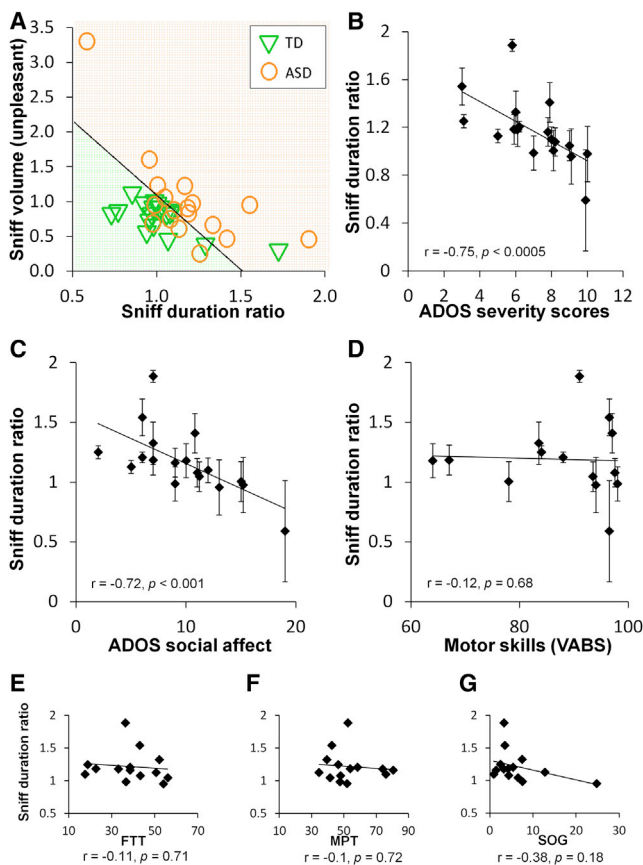 A
Sniff volume (unpleasant)
3.5
3.0
2.5
2.0
1.5
1.0
0.5
0.0
0.5 1.0 1.5 2.0
Sniff duration ratio
TD
ASD
B
Sniff duration ratio
2
1.6
1.2
0.8
0.4
0
r = -0.75, p < 0.0005
0 2 4 6 8 10 12
ADOS severity scores
C
Sniff duration ratio
2
1.5
1
0.5
0
r = -0.72, p < 0.001
0 10 20
ADOS social affect
D
Sniff duration ratio
2
1.5
1
0.5
0
r = -0.12, p = 0.68
60 80 100
Motor skills (VABS)
E
Sniff duration ratio
2
1.5
1
0.5
10 30 50 70
FTT
r = -0.11, p = 0.71
F
2
1.5
1
0.5
10 30 50 70 90
MPT
r = -0.1, p = 0.72
G
2
1.5
1
0.5
0 10 20 30
SOG
r = -0.38, p = 0.18